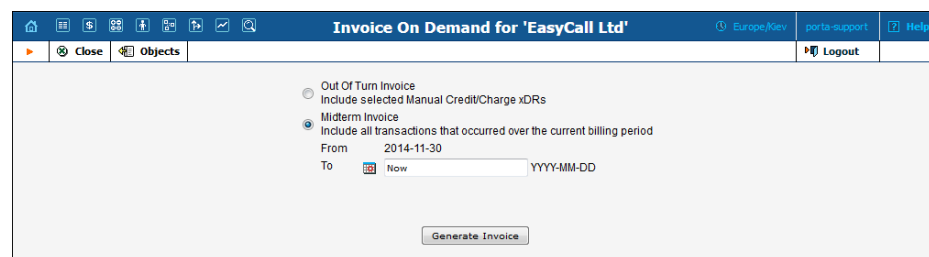 Invoice On Demand for 'EasyCall Ltd' Europe/Kiev porta-support ? Help
Close Objects Logout
Out Of Turn Invoice
Include selected Manual Credit/Charge xDRs
Midterm Invoice
Include all transactions that occurred over the current billing period
From 2014-11-30
To Now YYYY-MM-DD
Generate Invoice